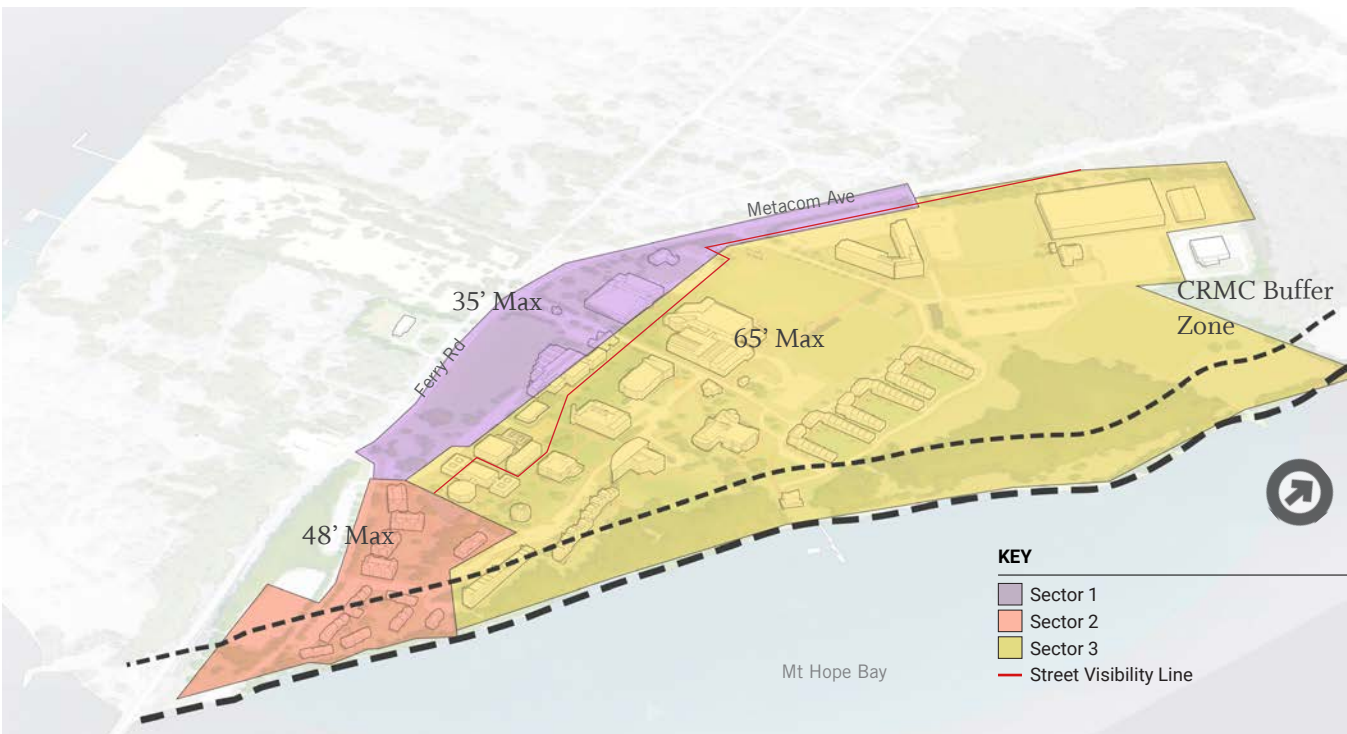 Metacom Ave
35’ Max
CRMC Buffer
Zone
65’ Max
Ferry Rd
48’ Max
KEY
Sector 1
Sector 2
Sector 3
Street Visibility Line
Mt Hope Bay